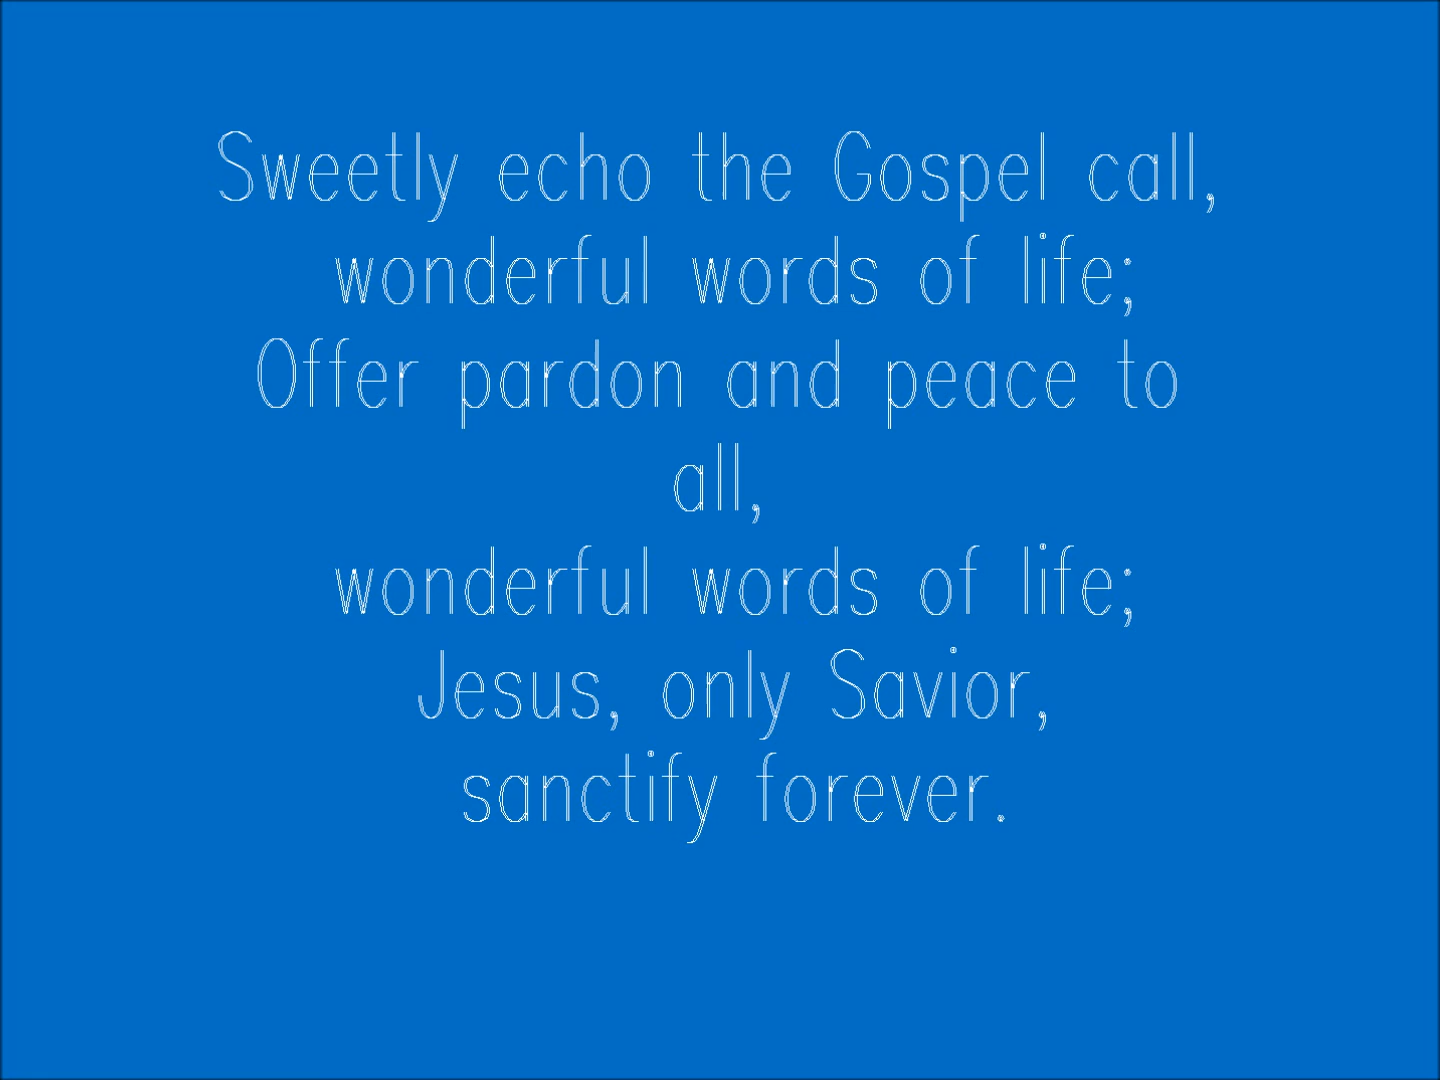 Sweetly echo the Gospel call,
wonderful words of life;
Offer pardon and peace to
all,
wonderful words of life;
Jesus, only Savior,
sanctify forever.